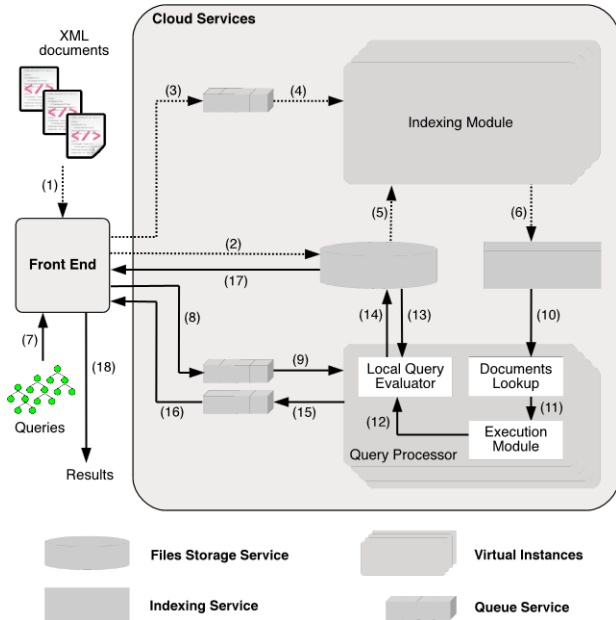 Cloud Services
XML
documents
</>
</>
</>
(1)
(3)
(4)
Indexing Module
(5)
(6)
(2)
Front End
(17)
(8)
(7)
(18)
(14)
(13)
(10)
(9)
Local Query
Evaluator
Documents
Lookup
(16)
(15)
(12)
(11)
Execution
Module
Query Processor
Queries
Results
Files Storage Service
Virtual Instances
Indexing Service
Queue Service